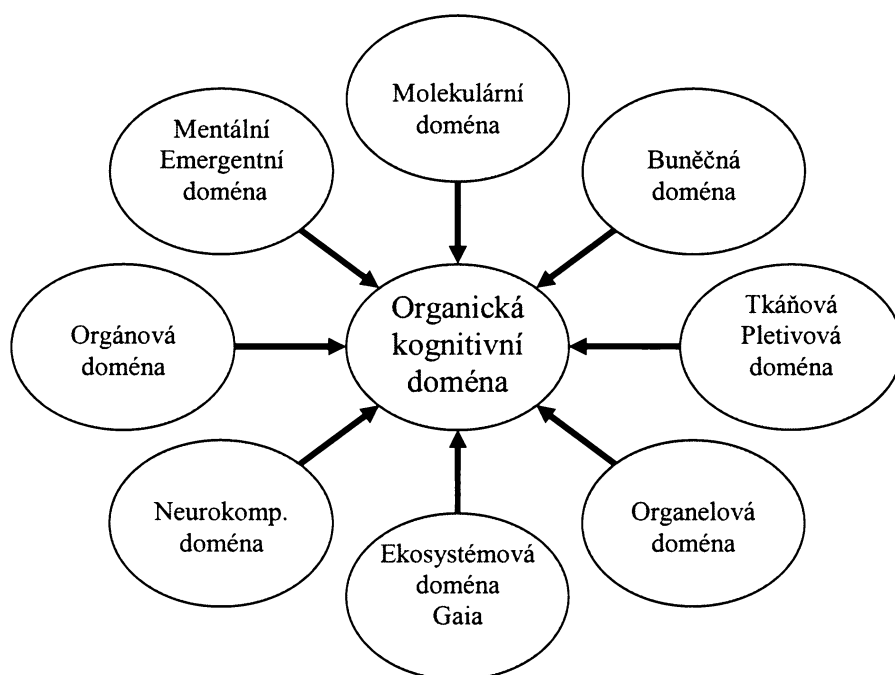 Molekulární
doména
Mentální
Emergentní
doména
Buněčná
doména
Organická
kognitivní
doména
Orgánová
doména
Tkáňová
Pletivová
doména
Neurokomp.
doména
Organelová
doména
Ekosystémová
doména
Gaia